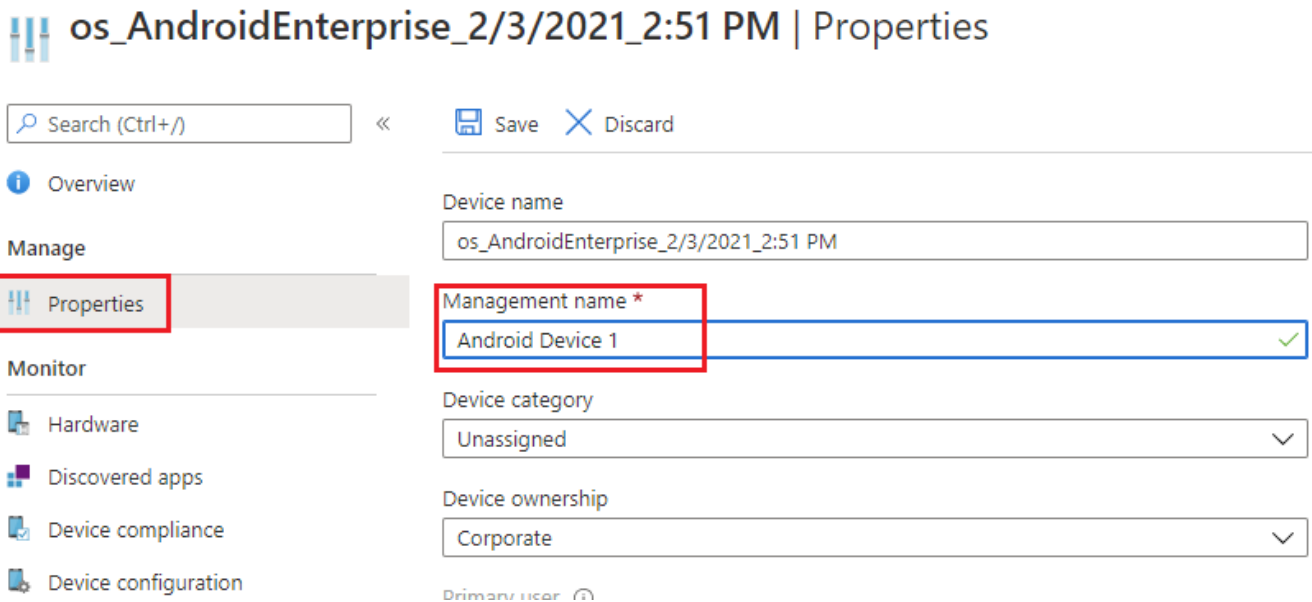 os_AndroidEnterprise_2/3/2021_2:51 PM | Properties
Search (Ctrl+/)
«
Save
Discard
Overview
Manage
Properties
Monitor
Hardware
Discovered apps
Device compliance
Device configuration
Device name
os_AndroidEnterprise_2/3/2021_2:51 PM
Management name *
Android Device 1
Device category
Unassigned
Device ownership
Corporate
Primary user